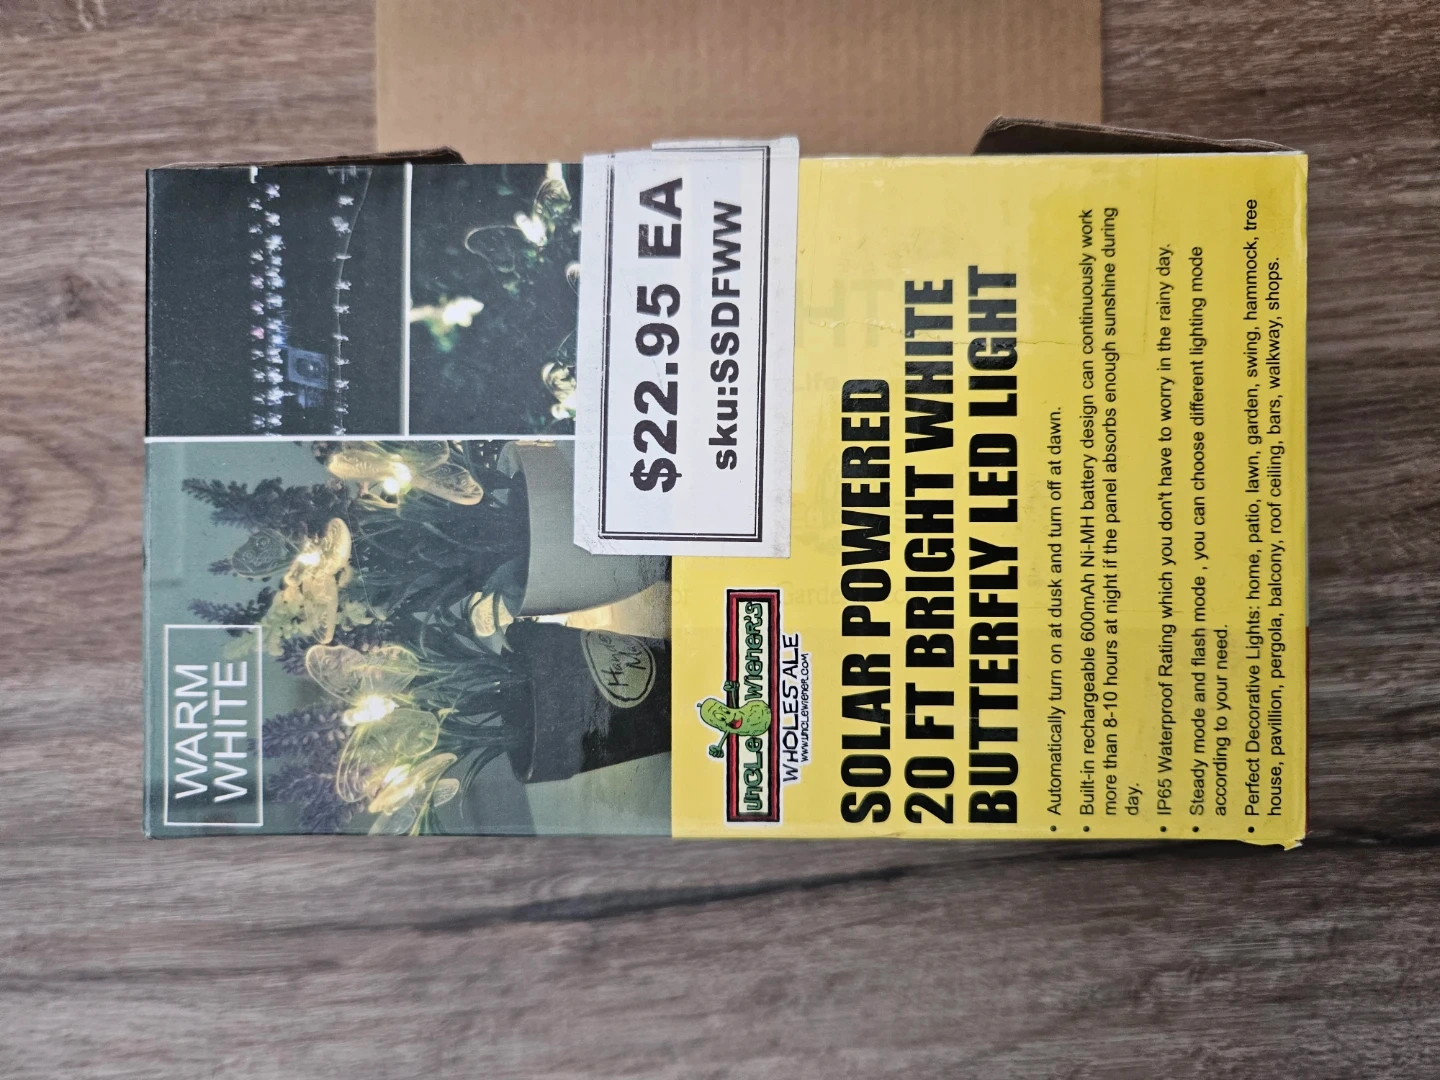 WARM
WHITE
$22.95 EA
sku:SSDFWW
UNCLE WIENER'S
WHOLESALE
WWW.UNCLEWIENER.COM
SOLAR POWERED
20 FT BRIGHT WHITE
BUTTERFLY LED LIGHT
• Automatically turn on at dusk and turn off at dawn.
• Built-in rechargeable 600mAh Ni-MH battery design can continuously work
more than 8-10 hours at night if the panel absorbs enough sunshine during
day.
• IP65 Waterproof Rating which you don't have to worry in the rainy day.
• Steady mode and flash mode , you can choose different lighting mode
according to your need.
• Perfect Decorative Lights: home, patio, lawn, garden, swing, hammock, tree
house, pavillion, pergola, balcony, roof ceiling, bars, walkway, shops.